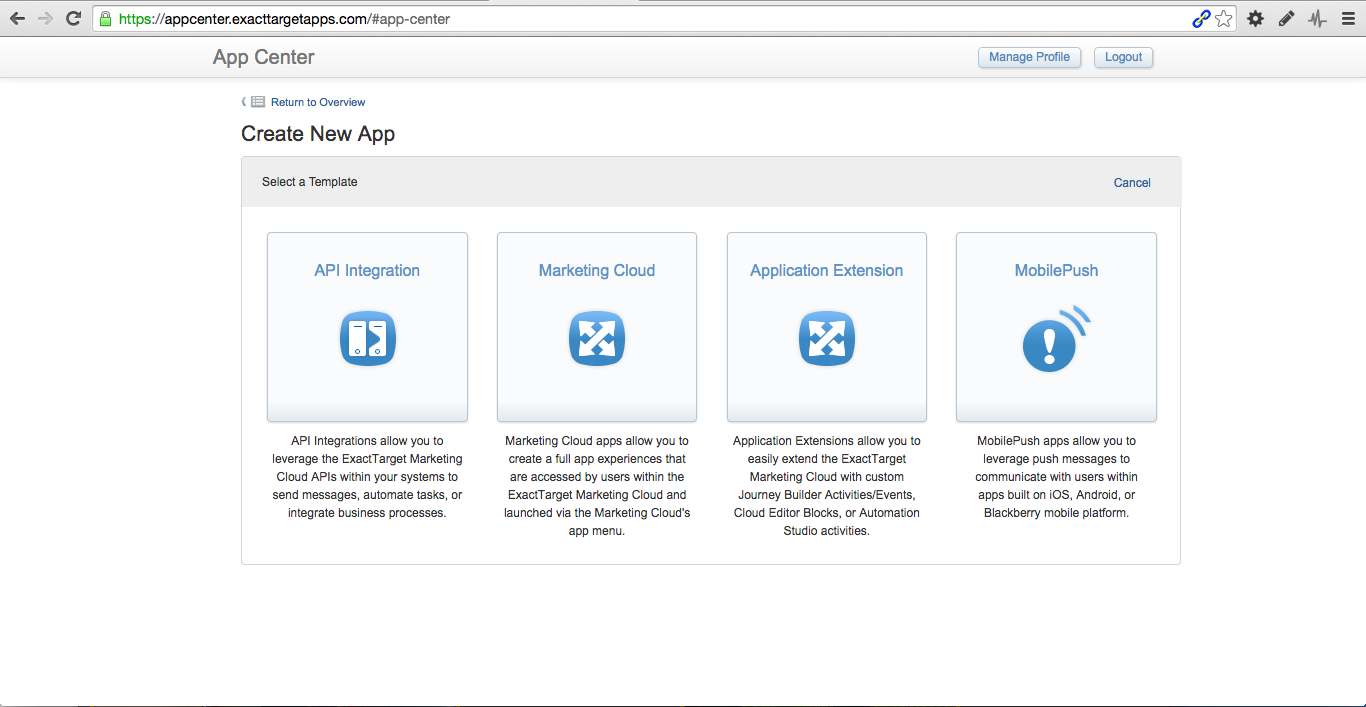 https://appcenter.exacttargetapps.com/#app-center
App Center
Manage Profile
Logout
Return to Overview
Create New App
Select a Template
Cancel
API Integration
API Integrations allow you to
leverage the ExactTarget Marketing
Cloud APIs within your systems to
send messages, automate tasks, or
integrate business processes.
Marketing Cloud
Marketing Cloud apps allow you to
create a full app experiences that
are accessed by users within the
ExactTarget Marketing Cloud and
launched via the Marketing Cloud's
app menu.
Application Extension
Application Extensions allow you to
easily extend the ExactTarget
Marketing Cloud with custom
Journey Builder Activities/Events,
Cloud Editor Blocks, or Automation
Studio activities.
MobilePush
MobilePush apps allow you to
leverage push messages to
communicate with users within
apps built on iOS, Android, or
Blackberry mobile platform.